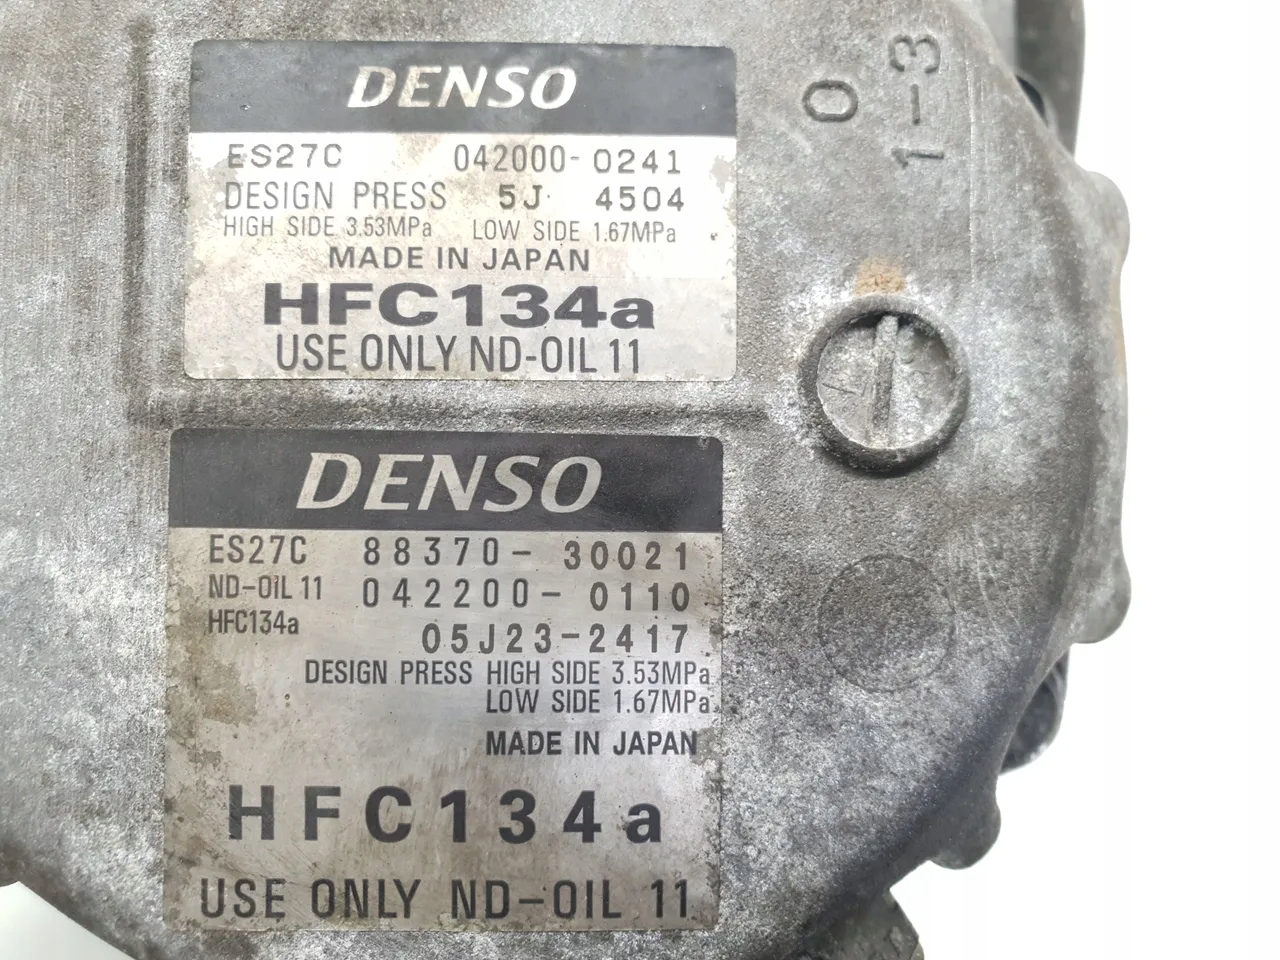 DENSO
ES27C 042000-0241
DESIGN PRESS 5J 4504
HIGH SIDE 3.53MPa LOW SIDE 1.67MPa
MADE IN JAPAN
HFC134a
USE ONLY ND-OIL 11
0
1-3
DENSO
ES27C 88370-30021
ND-OIL 11 042200-0110
HFC134a 05J23-2417
DESIGN PRESS HIGH SIDE 3.53MPa
LOW SIDE 1.67MPa
MADE IN JAPAN
HFC134a
USE ONLY ND-OIL 11